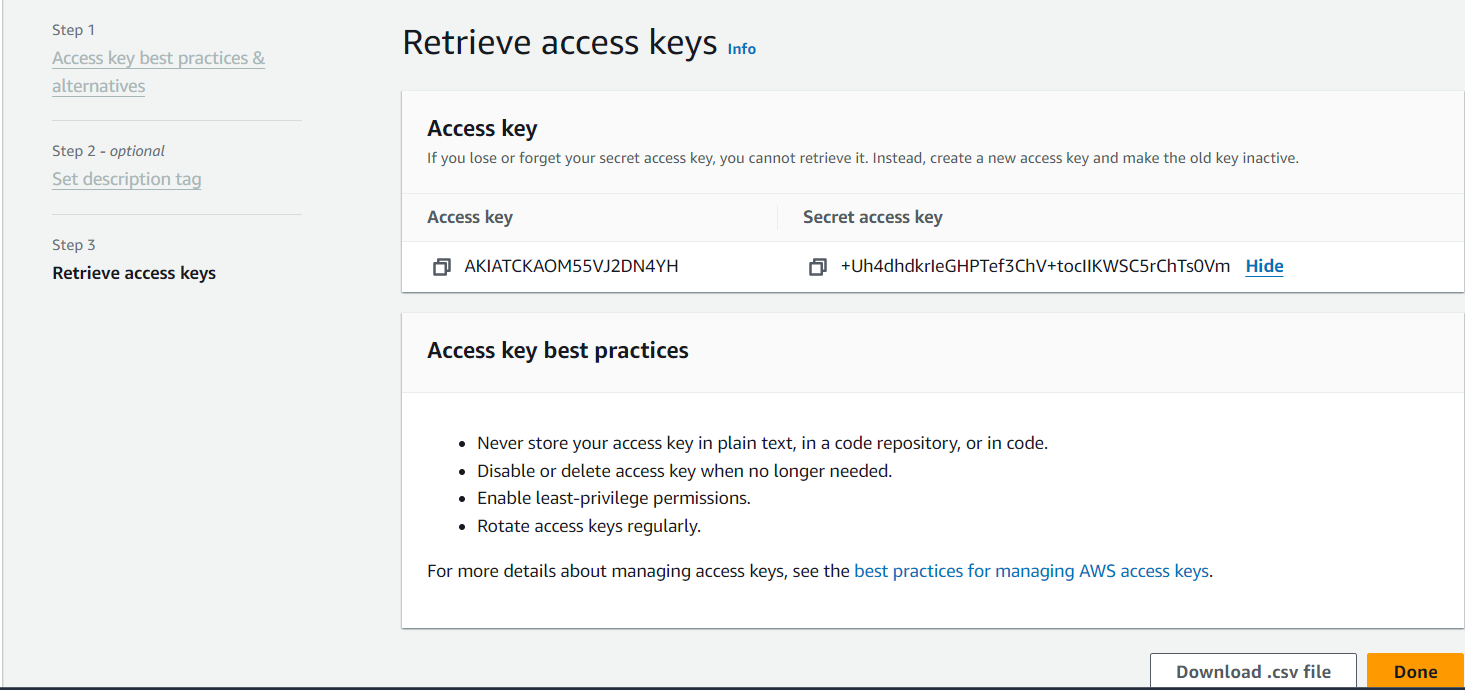 Step 1
Access key best practices &
alternatives
Step 2 - optional
Set description tag
Step 3
Retrieve access keys
Retrieve access keys Info
Access key
If you lose or forget your secret access key, you cannot retrieve it. Instead, create a new access key and make the old key inactive.
Access key Secret access key
AKIATCKAOM55VJ2DN4YH Hide
Access key best practices
• Never store your access key in plain text, in a code repository, or in code.
• Disable or delete access key when no longer needed.
• Enable least-privilege permissions.
• Rotate access keys regularly.
For more details about managing access keys, see the best practices for managing AWS access keys.
Download .csv file Done